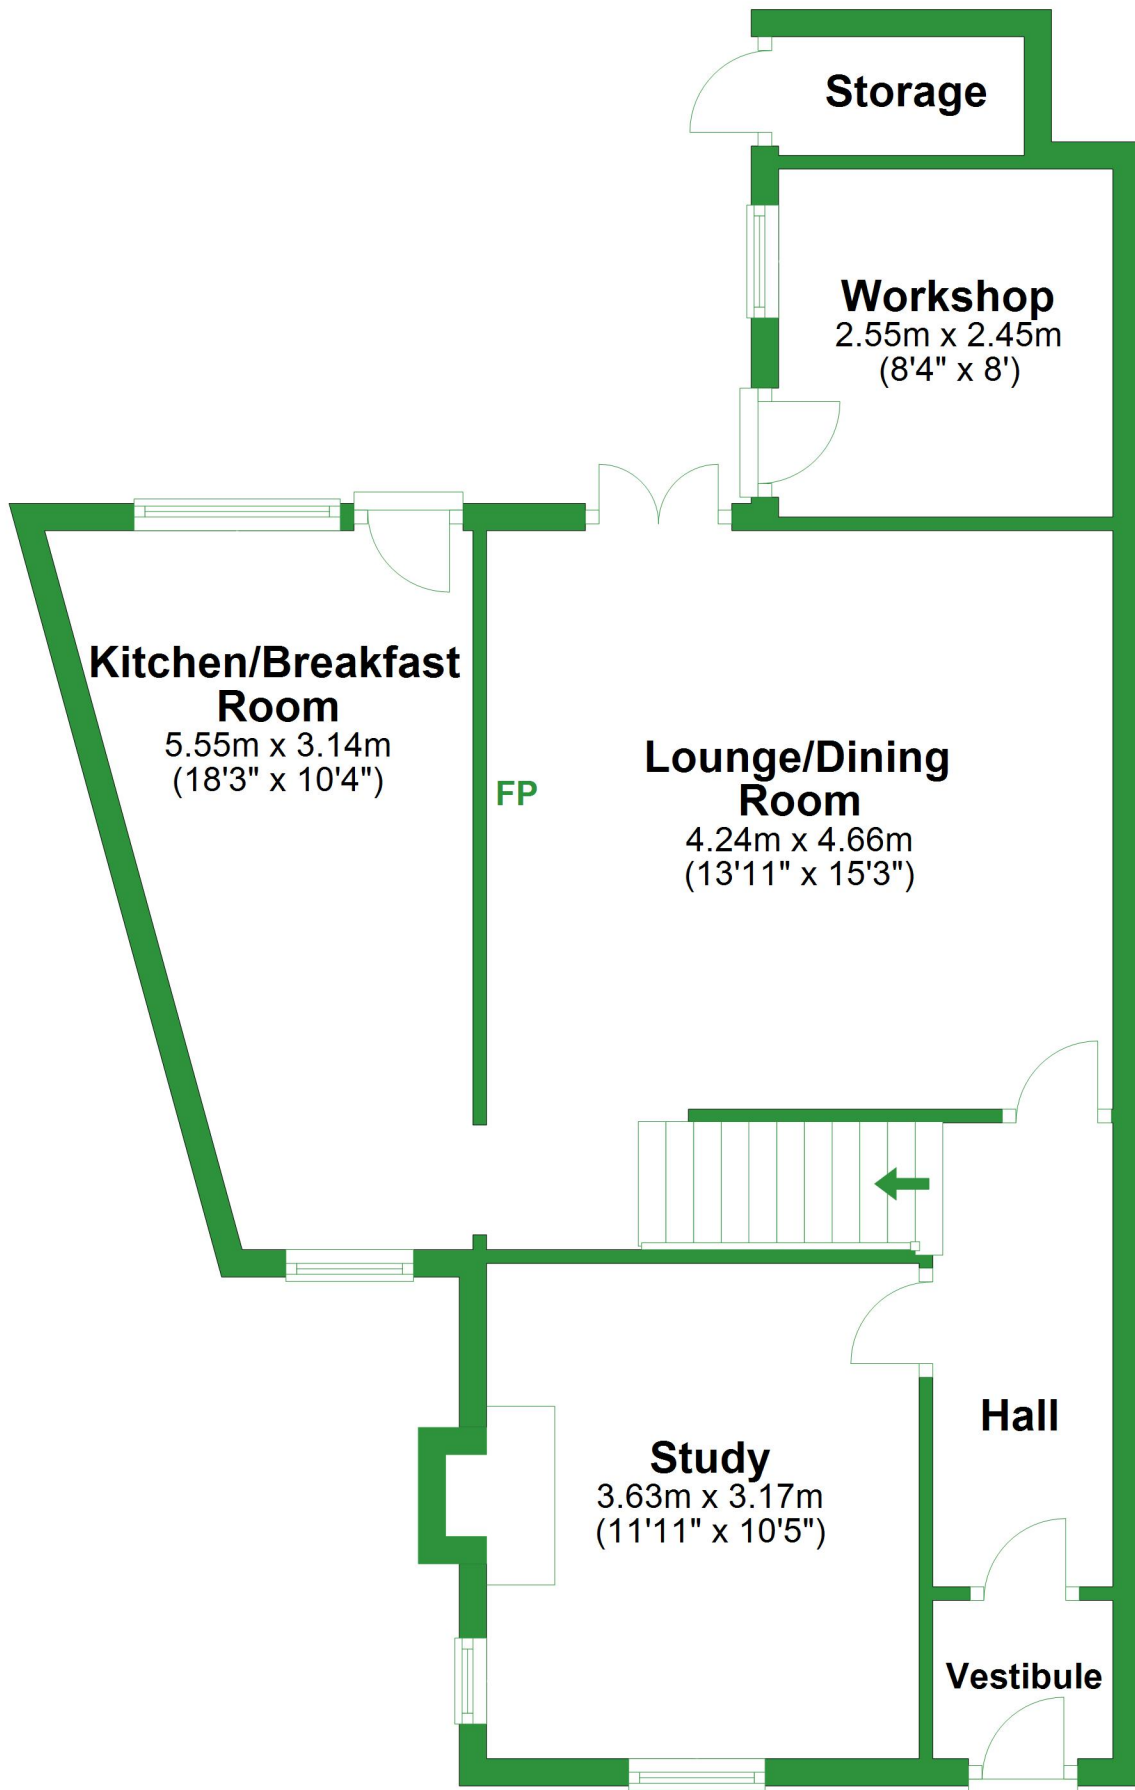 Storage
Workshop
2.55m x 2.45m
(8'4" x 8')
Kitchen/Breakfast
Room
5.55m x 3.14m
(18'3" x 10'4")
FP
Lounge/Dining
Room
4.24m x 4.66m
(13'11" x 15'3")
Hall
Study
3.63m x 3.17m
(11'11" x 10'5")
Vestibule